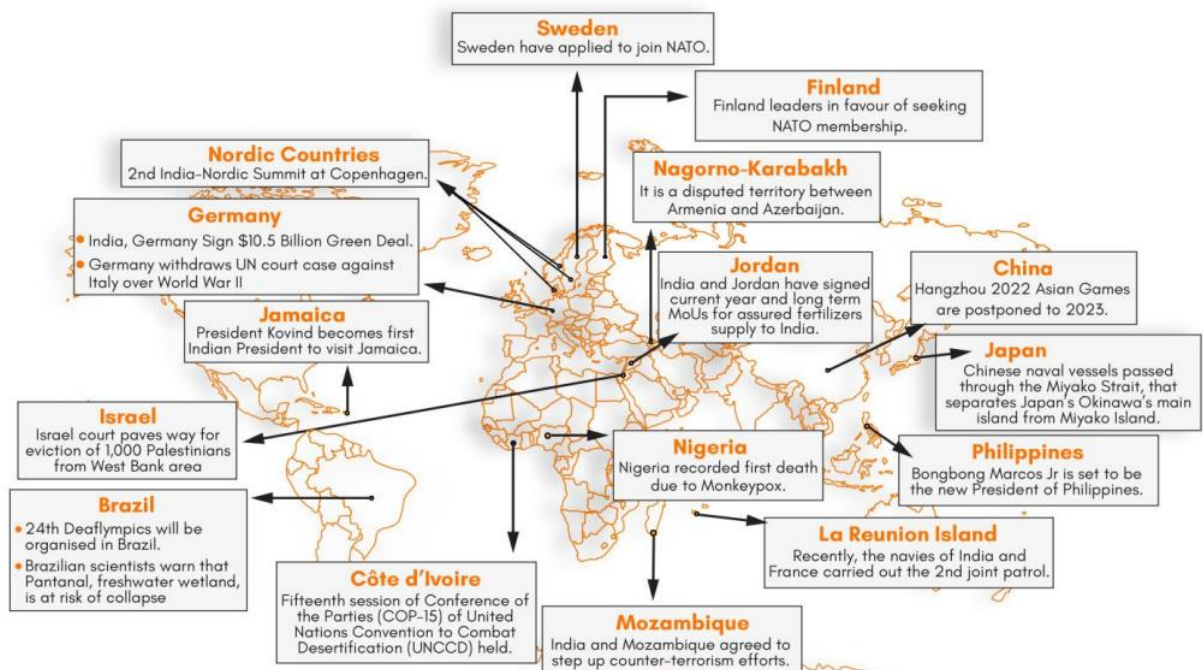 Sweden
Sweden have applied to join NATO.
Finland
Finland leaders in favour of seeking
NATO membership.
Nordic Countries
2nd India-Nordic Summit at Copenhagen.
Nagorno-Karabakh
It is a disputed territory between
Armenia and Azerbaijan.
Germany
India, Germany Sign $10.5 Billion Green Deal.
Germany withdraws UN court case against
Italy over World War II
Jordan
India and Jordan have signed
current year and long term
MoUs for assured fertilizers
supply to India.
China
Hangzhou 2022 Asian Games
are postponed to 2023.
Jamaica
President Kovind becomes first
Indian President to visit Jamaica.
Japan
Chinese naval vessels passed
through the Miyako Strait, that
separates Japan's Okinawa's main
island from Miyako Island.
Israel
Israel court paves way for
eviction of 1,000 Palestinians
from West Bank area
Nigeria
Nigeria recorded first death
due to Monkeypox.
Philippines
Bongbong Marcos Jr is set to be
the new President of Philippines.
Brazil
24th Deaflympics will be
organised in Brazil.
Brazilian scientists warn that
Pantanal, freshwater wetland,
is at risk of collapse
La Reunion Island
Recently, the navies of India and
France carried out the 2nd joint patrol.
Côte d'Ivoire
Fifteenth session of Conference of
the Parties (COP-15) of United
Nations Convention to Combat
Desertification (UNCCD) held.
Mozambique
India and Mozambique agreed to
step up counter-terrorism efforts.